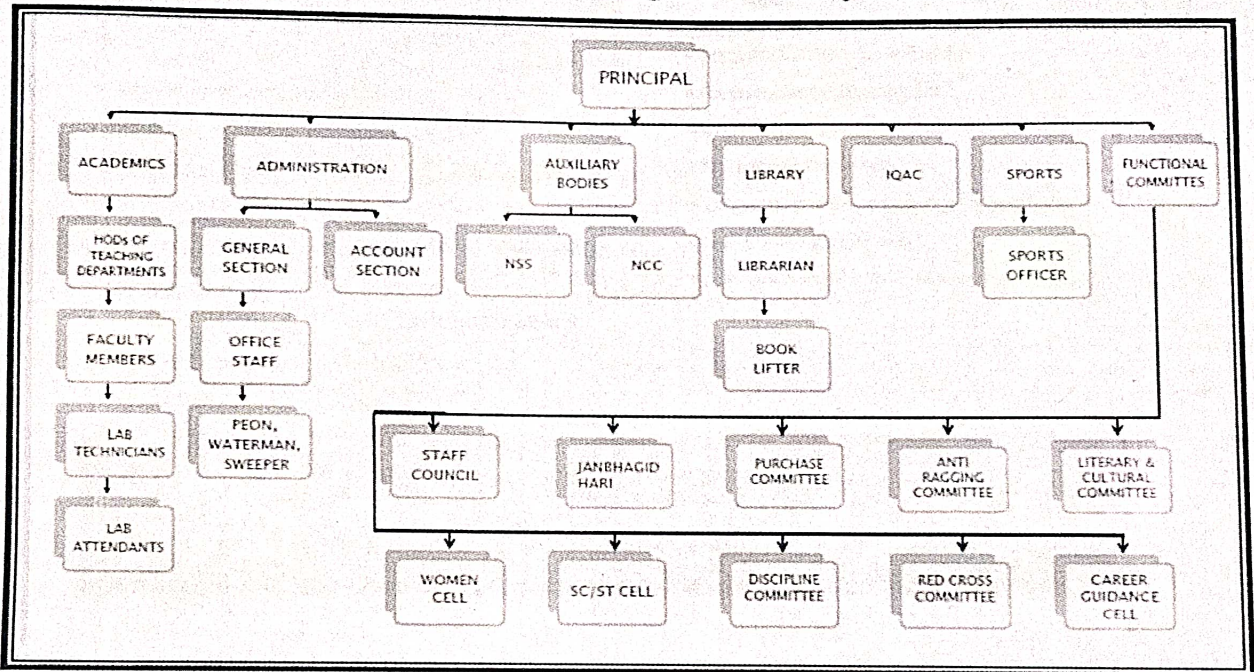 PRINCIPAL
ACADEMICS
ADMINISTRATION
AUXILIARY
BODIES
LIBRARY
IQAC
SPORTS
FUNCTIONAL
COMMITTES
HODs OF
TEACHING
DEPARTMENTS
GENERAL
SECTION
ACCOUNT
SECTION
NSS
NCC
LIBRARIAN
SPORTS
OFFICER
FACULTY
MEMBERS
OFFICE
STAFF
BOOK
LIFTER
LAB
TECHNICIANS
PEON,
WATERMAN,
SWEEPER
STAFF
COUNCIL
JANBHAGID
HARI
PURCHASE
COMMITTEE
ANTI
RAGGING
COMMITTEE
LITERARY &
CULTURAL
COMMITTEE
LAB
ATTENDANTS
WOMEN
CELL
SC/ST CELL
DISCIPLINE
COMMITTEE
RED CROSS
COMMITTEE
CAREER
GUIDANCE
CELL